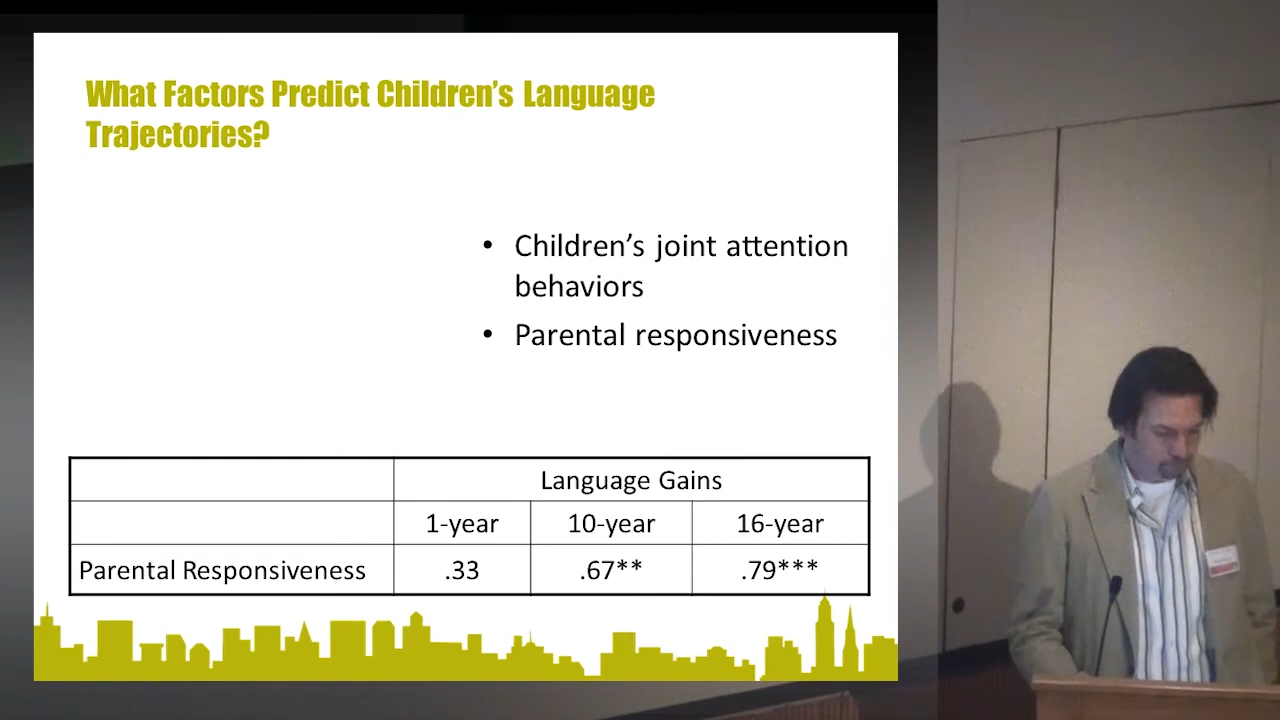 What Factors Predict Children's Language
Trajectories?
• Children's joint attention
behaviors
• Parental responsiveness
Language Gains
1-year 10-year 16-year
Parental Responsiveness .33 .67** .79***